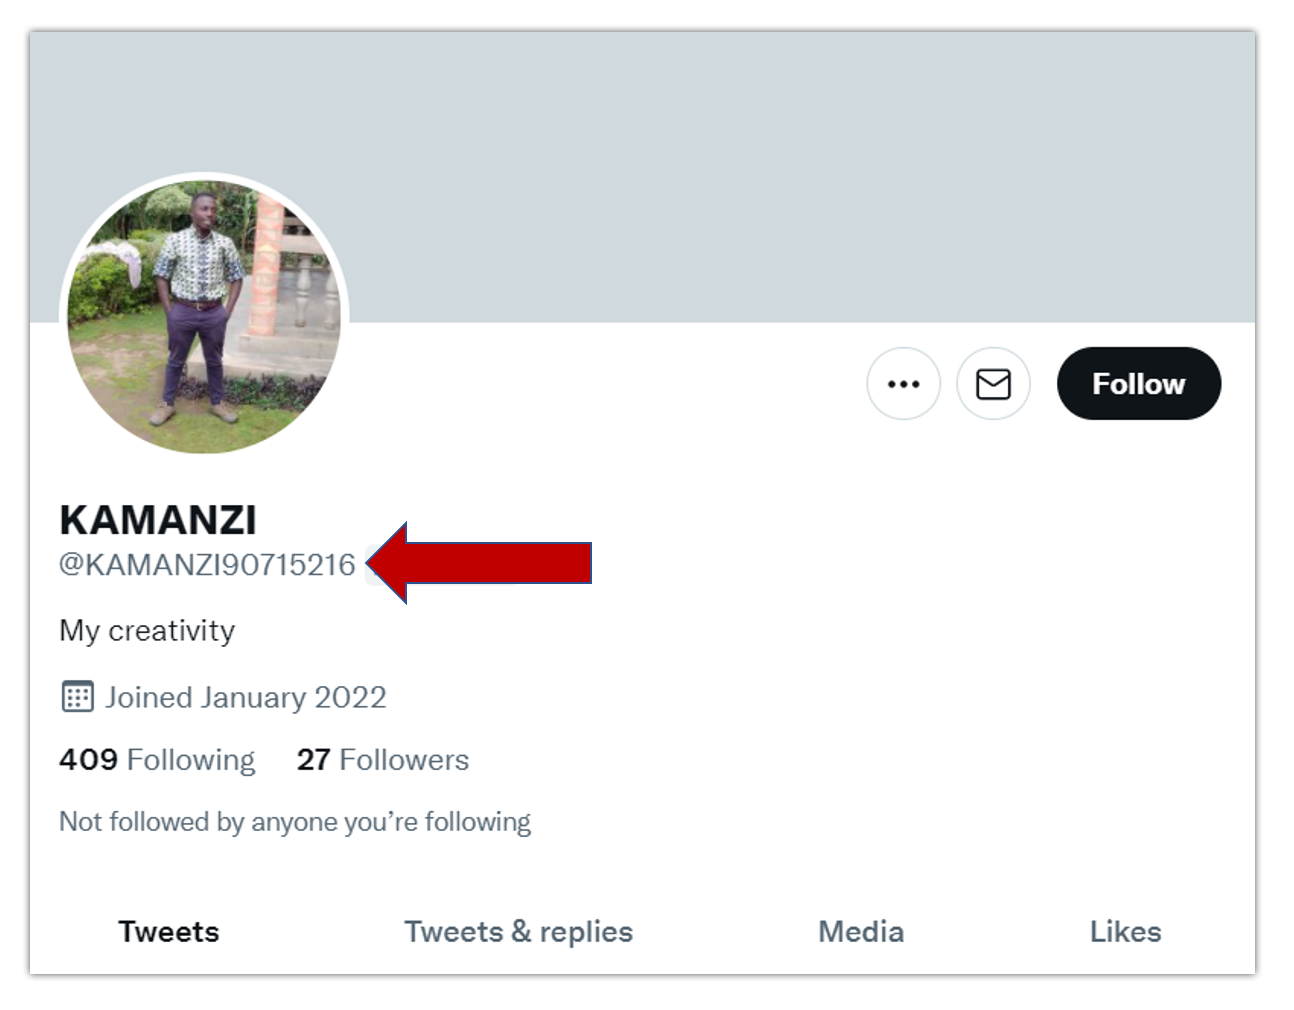 Follow
KAMANZI
@KAMANZI90715216
My creativity
Joined January 2022
409 Following 27 Followers
Not followed by anyone you're following
Tweets Tweets & replies Media Likes